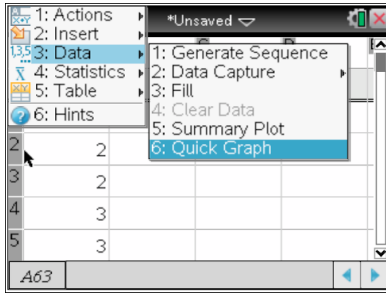 1: Actions
*Unsaved
2: Insert
3: Data
1: Generate Sequence
4: Statistics
2: Data Capture
5: Table
3: Fill
6: Hints
4: Clear Data
5: Summary Plot
6: Quick Graph
2 2
3 2
4 3
5 3
A63